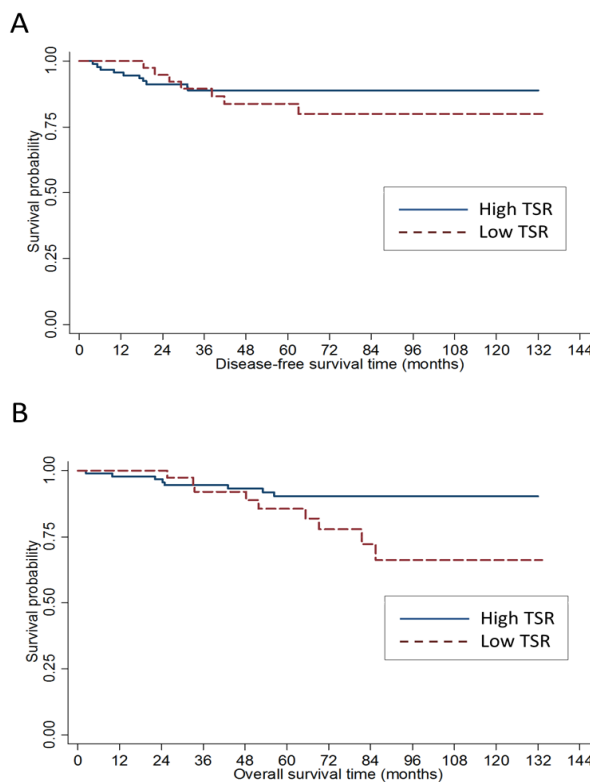 A
Survival probability
1.00
0.75
0.50
0.25
0.00
High TSR
Low TSR
0 12 24 36 48 60 72 84 96 108 120 132 144
Disease-free survival time (months)
B
Survival probability
1.00
0.75
0.50
0.25
0.00
High TSR
Low TSR
0 12 24 36 48 60 72 84 96 108 120 132 144
Overall survival time (months)